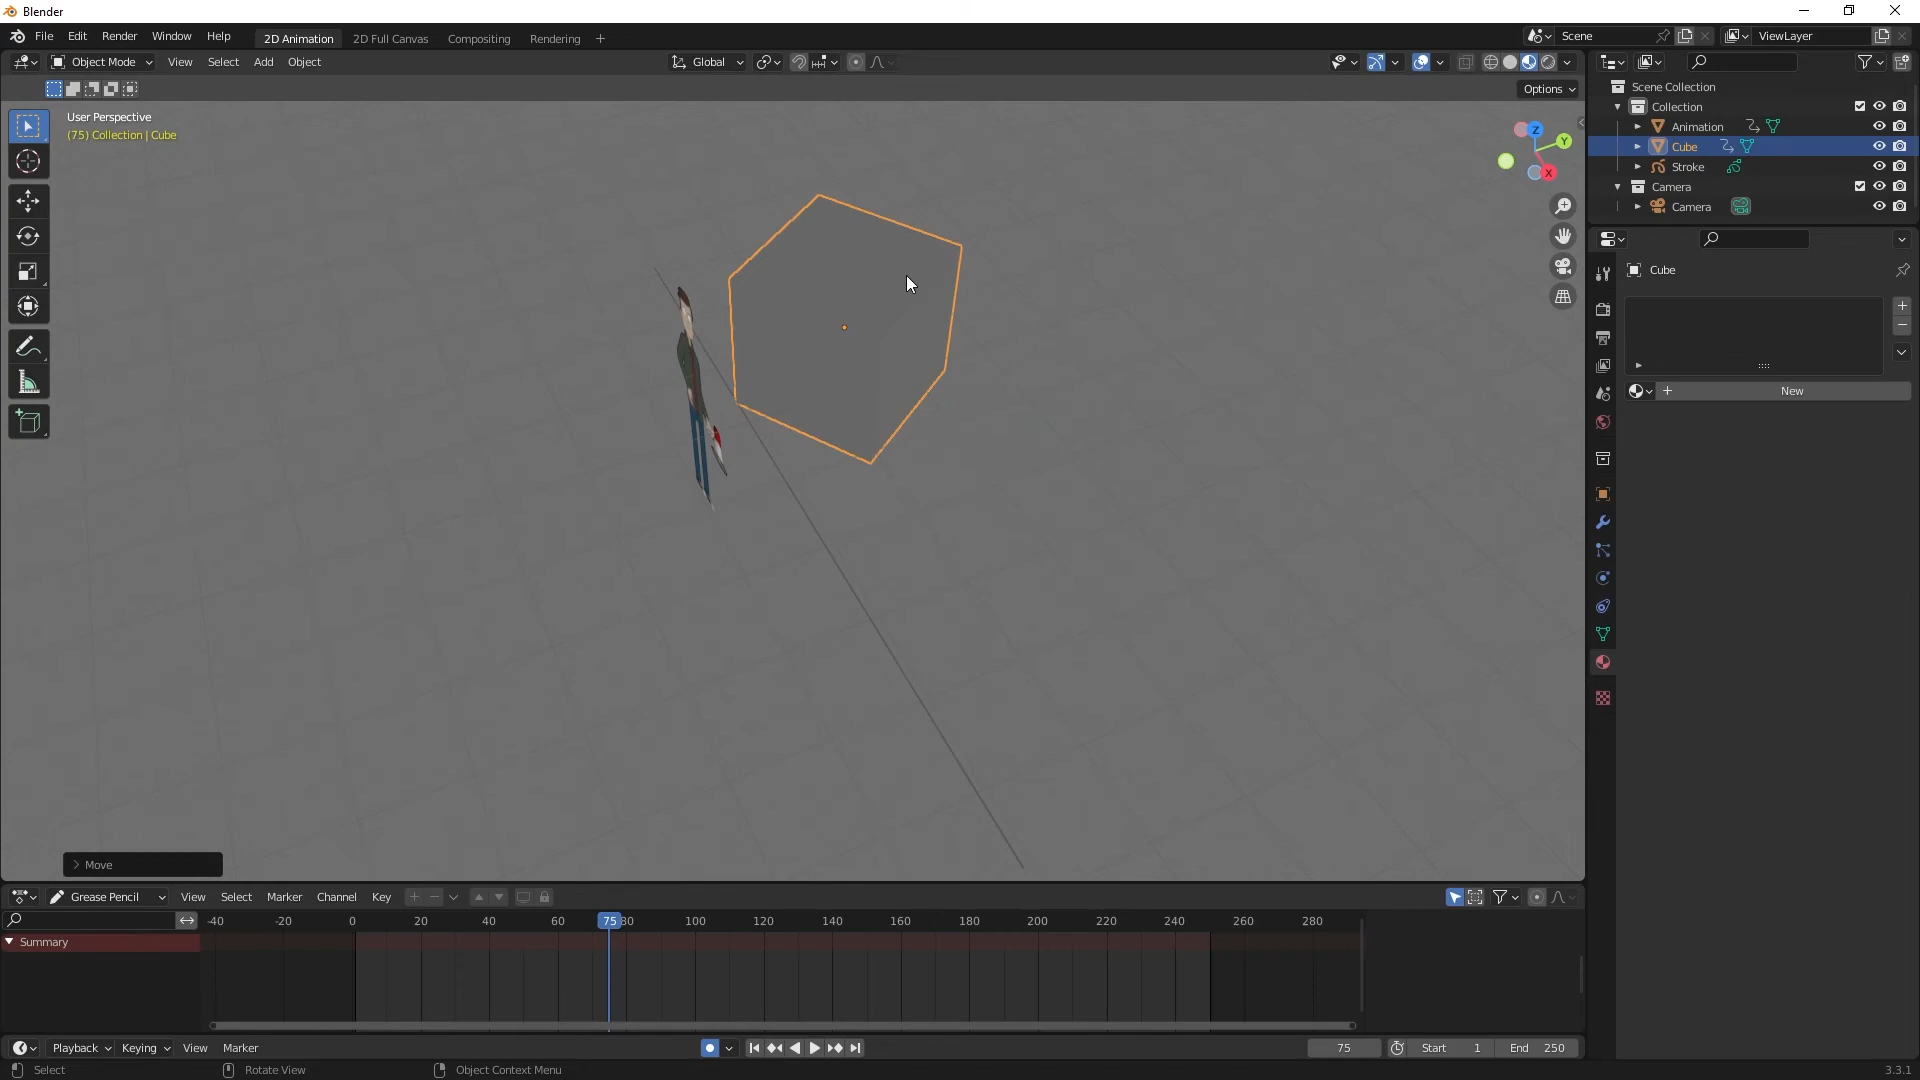 Blender
File Edit Render Window Help 2D Animation 2D Full Canvas Compositing Rendering + Scene ViewLayer
Object Mode View Select Add Object Global
Options
User Perspective
(75) Collection | Cube
Z
Y
X
Scene Collection
Collection
Animation
Cube
Stroke
Camera
Camera
Cube
+
−
+ New
> Move
Grease Pencil View Select Marker Channel Key
-40 -20 0 20 40 60 75 80 100 120 140 160 180 200 220 240 260 280
Summary
Playback Keying View Marker 75 Start 1 End 250
Select Rotate View Object Context Menu 3.3.1